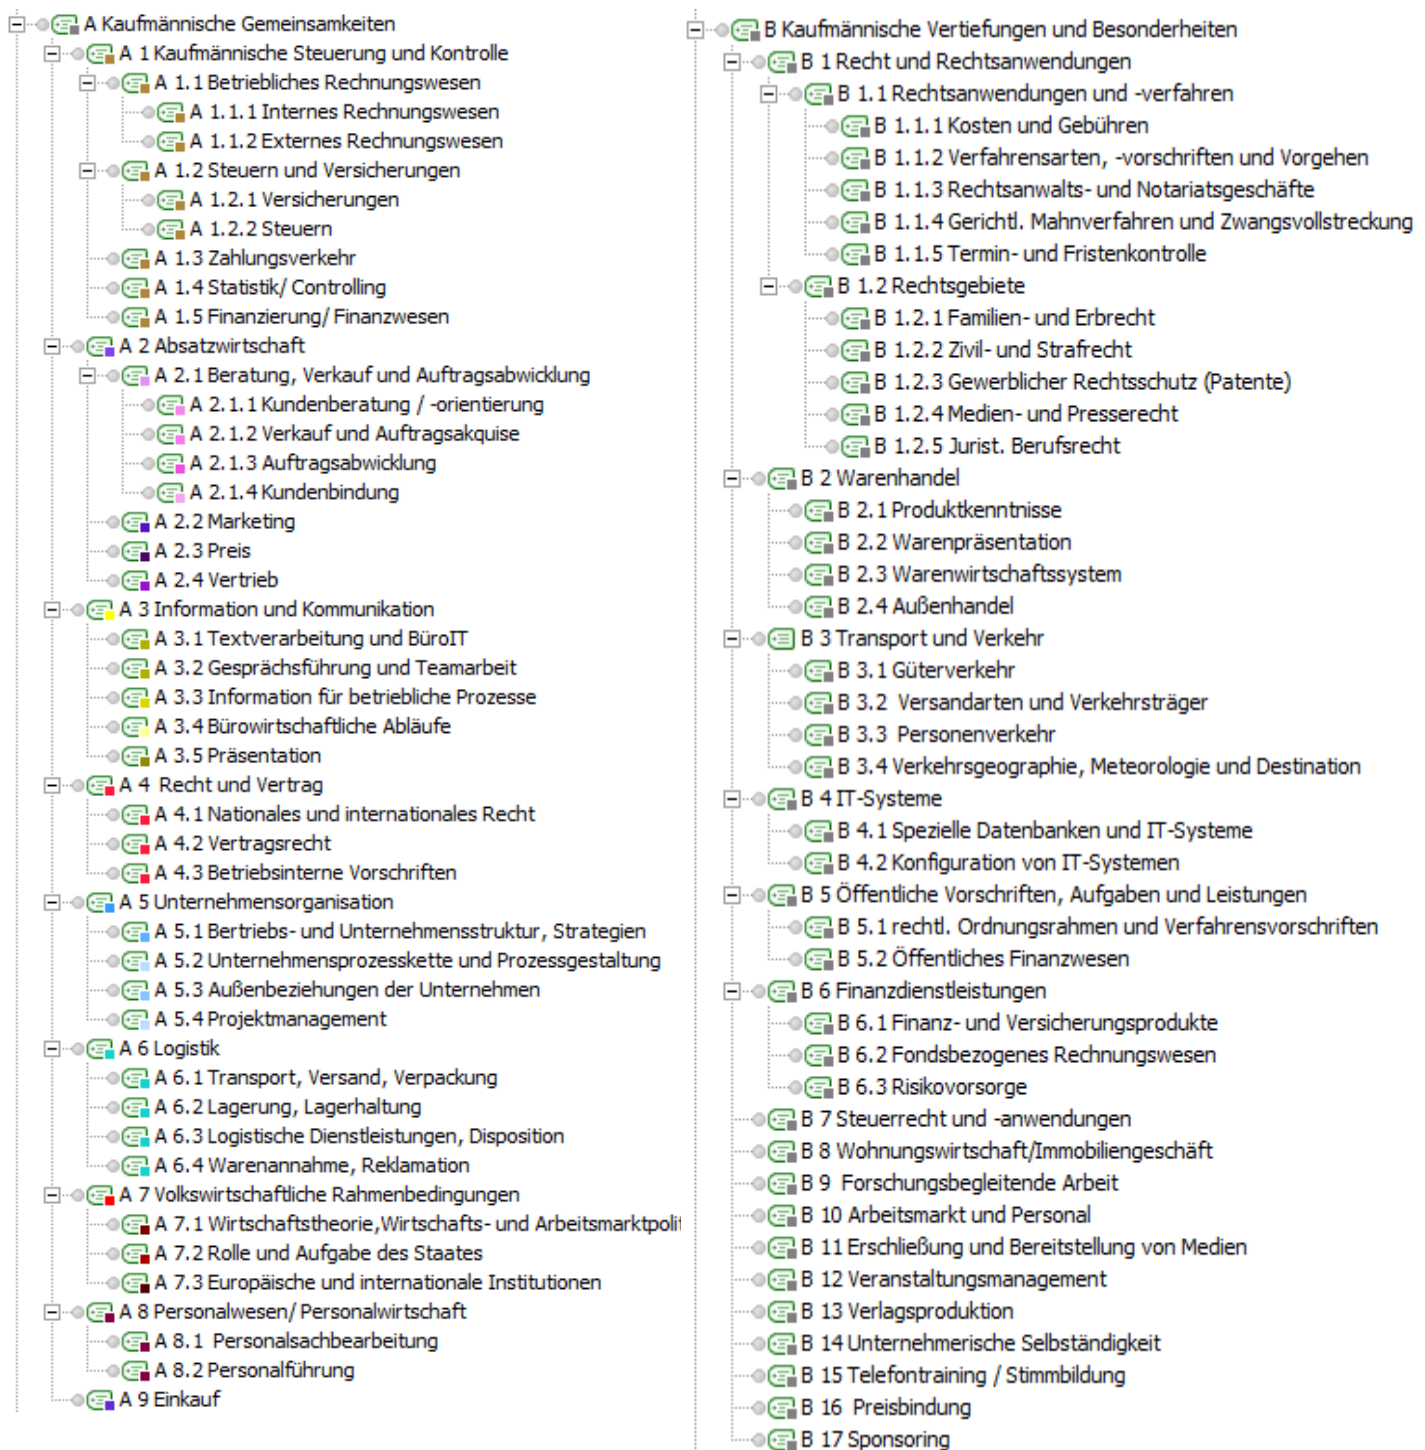 A Kaufmännische Gemeinsamkeiten
A 1 Kaufmännische Steuerung und Kontrolle
A 1.1 Betriebliches Rechnungswesen
A 1.1.1 Internes Rechnungswesen
A 1.1.2 Externes Rechnungswesen
A 1.2 Steuern und Versicherungen
A 1.2.1 Versicherungen
A 1.2.2 Steuern
A 1.3 Zahlungsverkehr
A 1.4 Statistik/ Controlling
A 1.5 Finanzierung/ Finanzwesen
A 2 Absatzwirtschaft
A 2.1 Beratung, Verkauf und Auftragsabwicklung
A 2.1.1 Kundenberatung / -orientierung
A 2.1.2 Verkauf und Auftragsakquise
A 2.1.3 Auftragsabwicklung
A 2.1.4 Kundenbindung
A 2.2 Marketing
A 2.3 Preis
A 2.4 Vertrieb
A 3 Information und Kommunikation
A 3.1 Textverarbeitung und BüroIT
A 3.2 Gesprächsführung und Teamarbeit
A 3.3 Information für betriebliche Prozesse
A 3.4 Bürowirtschaftliche Abläufe
A 3.5 Präsentation
A 4 Recht und Vertrag
A 4.1 Nationales und internationales Recht
A 4.2 Vertragsrecht
A 4.3 Betriebsinterne Vorschriften
A 5 Unternehmensorganisation
A 5.1 Bertriebs- und Unternehmensstruktur, Strategien
A 5.2 Unternehmensprozesskette und Prozessgestaltung
A 5.3 Außenbeziehungen der Unternehmen
A 5.4 Projektmanagement
A 6 Logistik
A 6.1 Transport, Versand, Verpackung
A 6.2 Lagerung, Lagerhaltung
A 6.3 Logistische Dienstleistungen, Disposition
A 6.4 Warenannahme, Reklamation
A 7 Volkswirtschaftliche Rahmenbedingungen
A 7.1 Wirtschaftstheorie,Wirtschafts- und Arbeitsmarktpolit
A 7.2 Rolle und Aufgabe des Staates
A 7.3 Europäische und internationale Institutionen
A 8 Personalwesen/ Personalwirtschaft
A 8.1 Personalsachbearbeitung
A 8.2 Personalführung
A 9 Einkauf
B Kaufmännische Vertiefungen und Besonderheiten
B 1 Recht und Rechtsanwendungen
B 1.1 Rechtsanwendungen und -verfahren
B 1.1.1 Kosten und Gebühren
B 1.1.2 Verfahrensarten, -vorschriften und Vorgehen
B 1.1.3 Rechtsanwalts- und Notariatsgeschäfte
B 1.1.4 Gerichtl. Mahnverfahren und Zwangsvollstreckung
B 1.1.5 Termin- und Fristenkontrolle
B 1.2 Rechtsgebiete
B 1.2.1 Familien- und Erbrecht
B 1.2.2 Zivil- und Strafrecht
B 1.2.3 Gewerblicher Rechtsschutz (Patente)
B 1.2.4 Medien- und Presserecht
B 1.2.5 Jurist. Berufsrecht
B 2 Warenhandel
B 2.1 Produktkenntnisse
B 2.2 Warenpräsentation
B 2.3 Warenwirtschaftssystem
B 2.4 Außenhandel
B 3 Transport und Verkehr
B 3.1 Güterverkehr
B 3.2 Versandarten und Verkehrsträger
B 3.3 Personenverkehr
B 3.4 Verkehrsgeographie, Meteorologie und Destination
B 4 IT-Systeme
B 4.1 Spezielle Datenbanken und IT-Systeme
B 4.2 Konfiguration von IT-Systemen
B 5 Öffentliche Vorschriften, Aufgaben und Leistungen
B 5.1 rechtl. Ordnungsrahmen und Verfahrensvorschriften
B 5.2 Öffentliches Finanzwesen
B 6 Finanzdienstleistungen
B 6.1 Finanz- und Versicherungsprodukte
B 6.2 Fondsbezogenes Rechnungswesen
B 6.3 Risikovorsorge
B 7 Steuerrecht und -anwendungen
B 8 Wohnungswirtschaft/Immobiliengeschäft
B 9 Forschungsbegleitende Arbeit
B 10 Arbeitsmarkt und Personal
B 11 Erschließung und Bereitstellung von Medien
B 12 Veranstaltungsmanagement
B 13 Verlagsproduktion
B 14 Unternehmerische Selbständigkeit
B 15 Telefontraining / Stimmbildung
B 16 Preisbindung
B 17 Sponsoring